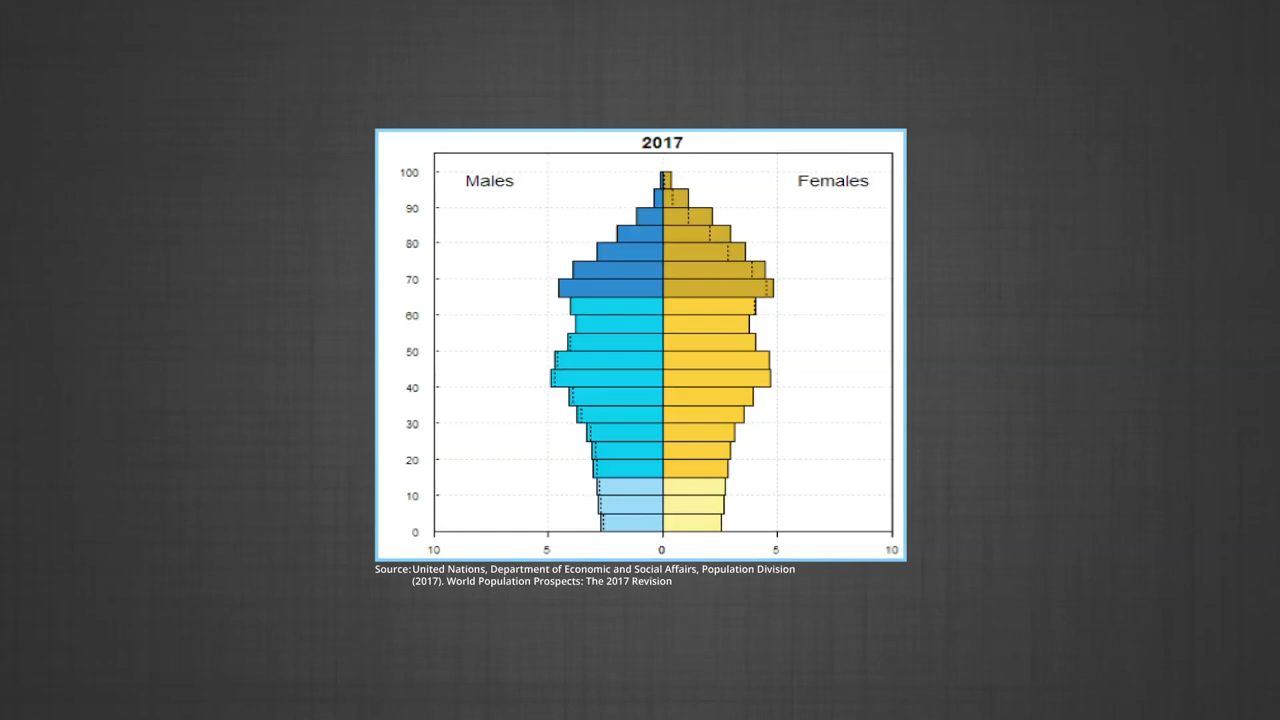 2017
100
Males
Females
90
80
70
60
50
40
30
20
10
0
10 5 0 5 10
Source: United Nations, Department of Economic and Social Affairs, Population Division
(2017). World Population Prospects: The 2017 Revision